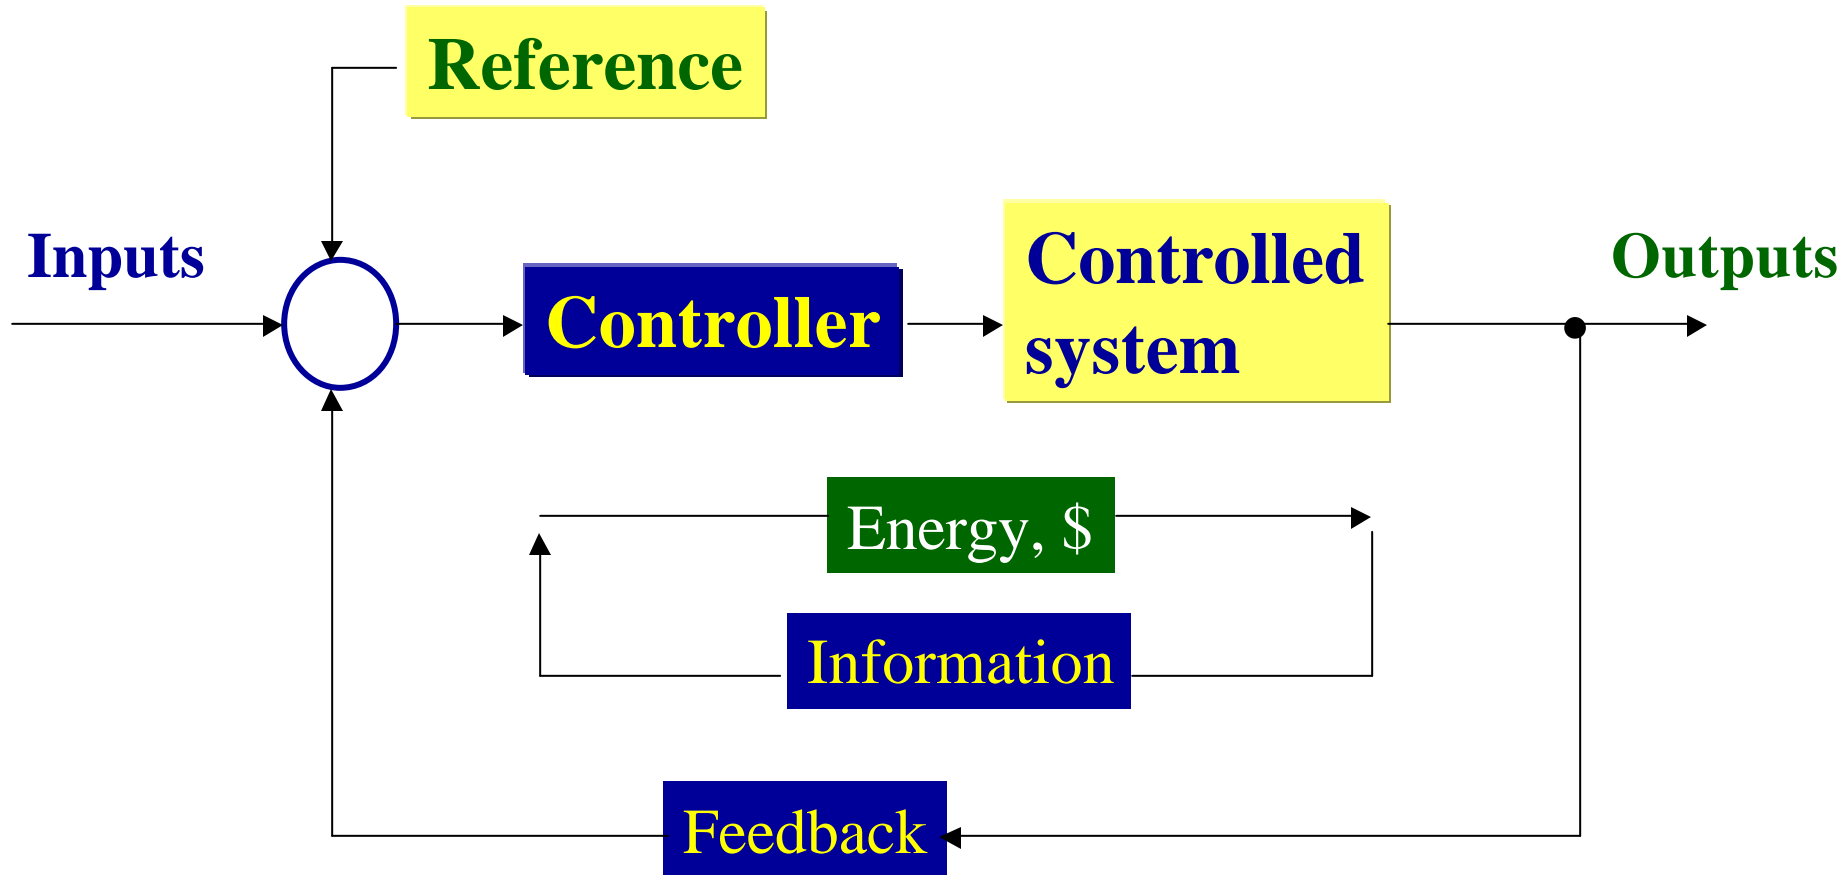 Reference
Inputs
Controller
Controlled
system
Outputs
Energy, $
Information
Feedback